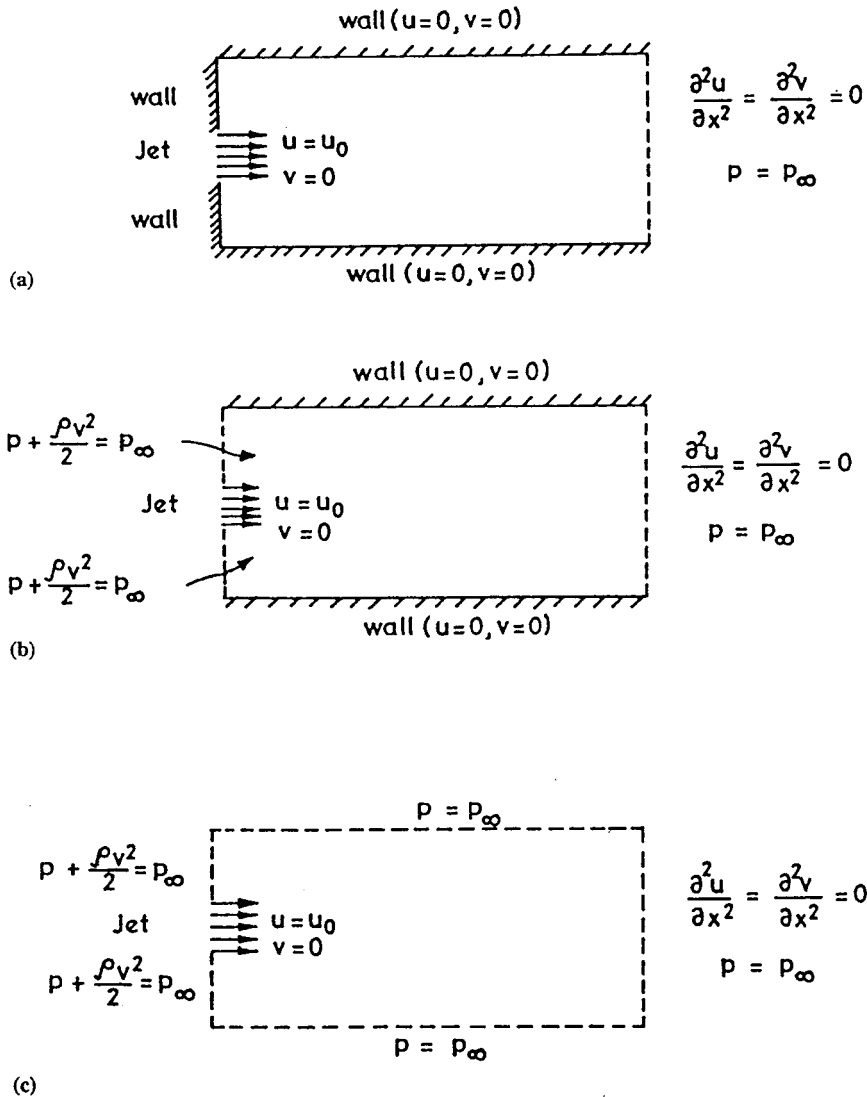 wall (u=0, v=0)
wall
Jet
wall
u = u₀
v = 0
∂²u/∂x² = ∂²v/∂x² = 0
p = p∞
wall (u=0, v=0)
(a)
wall (u=0, v=0)
p + ρv²/2 = p∞
Jet
u = u₀
v = 0
p + ρv²/2 = p∞
∂²u/∂x² = ∂²v/∂x² = 0
p = p∞
wall (u=0, v=0)
(b)
p = p∞
p + ρv²/2 = p∞
Jet
u = u₀
v = 0
p + ρv²/2 = p∞
∂²u/∂x² = ∂²v/∂x² = 0
p = p∞
p = p∞
(c)